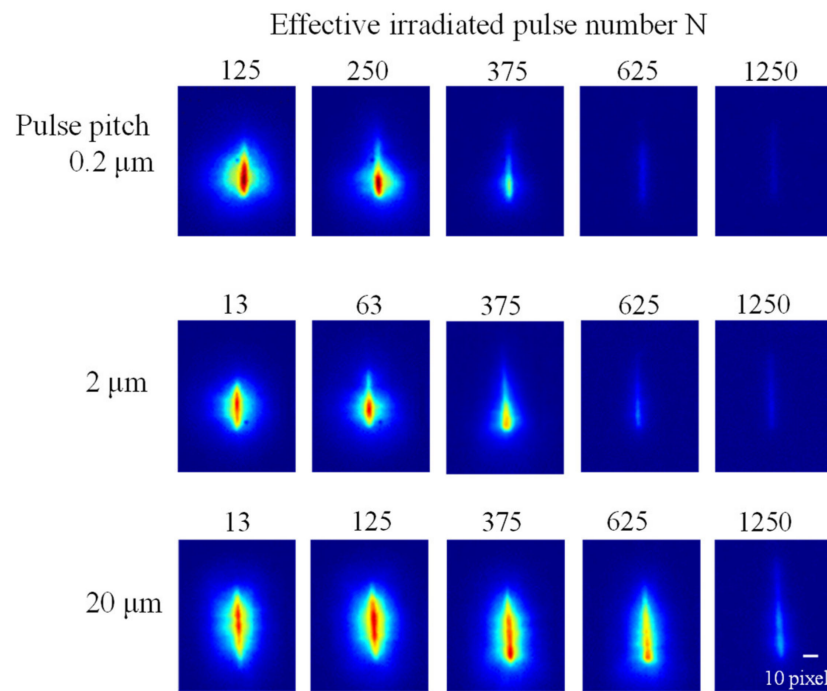 Effective irradiated pulse number N
125 250 375 625 1250
Pulse pitch
0.2 μm
13 63 375 625 1250
2 μm
13 125 375 625 1250
20 μm
10 pixel